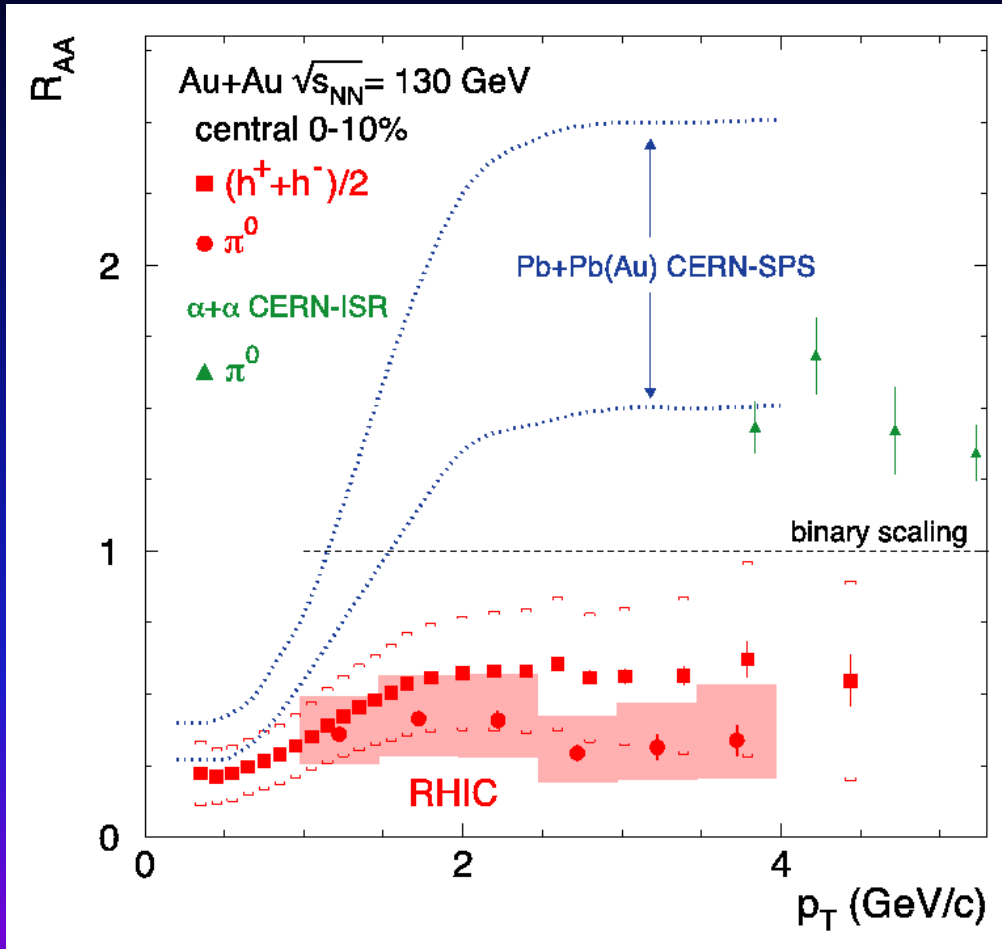 R_AA
Au+Au √s_NN= 130 GeV
central 0-10%
(h⁺+h⁻)/2
π⁰
α+α CERN-ISR
π⁰
Pb+Pb(Au) CERN-SPS
binary scaling
RHIC
2
1
0
0 2 4
p_T (GeV/c)